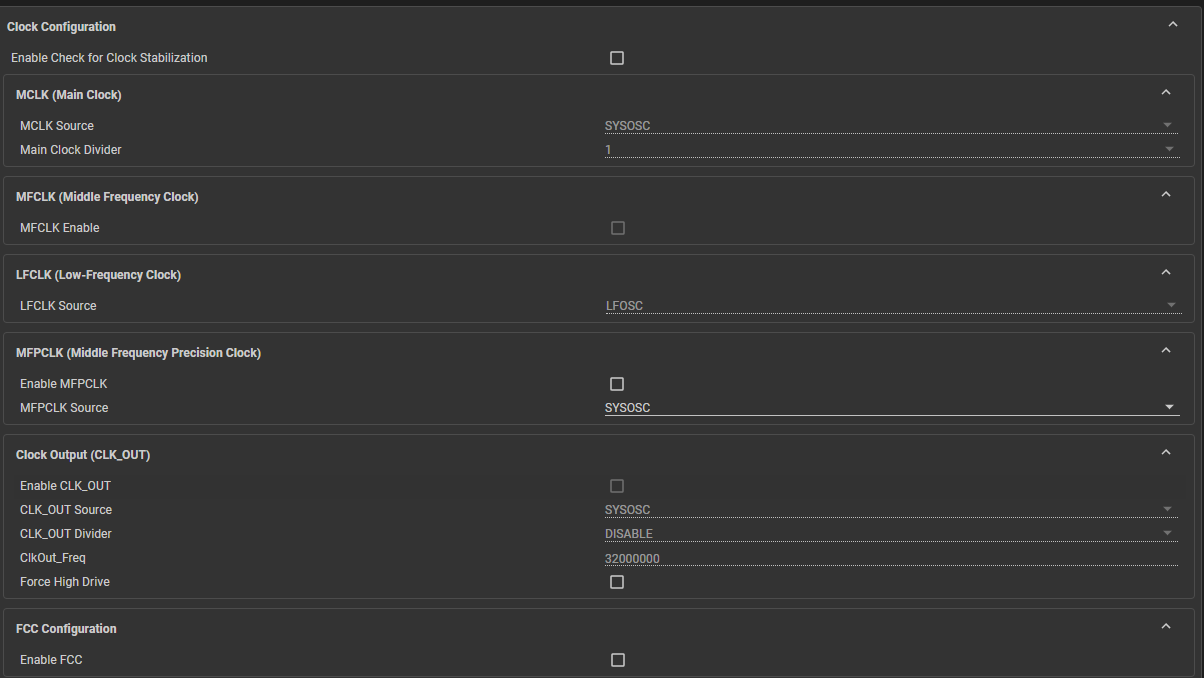 Clock Configuration
Enable Check for Clock Stabilization
MCLK (Main Clock)
MCLK Source SYSOSC
Main Clock Divider 1
MFCLK (Middle Frequency Clock)
MFCLK Enable
LFCLK (Low-Frequency Clock)
LFCLK Source LFOSC
MFPCLK (Middle Frequency Precision Clock)
Enable MFPCLK
MFPCLK Source SYSOSC
Clock Output (CLK_OUT)
Enable CLK_OUT
CLK_OUT Source SYSOSC
CLK_OUT Divider DISABLE
ClkOut_Freq 32000000
Force High Drive
FCC Configuration
Enable FCC